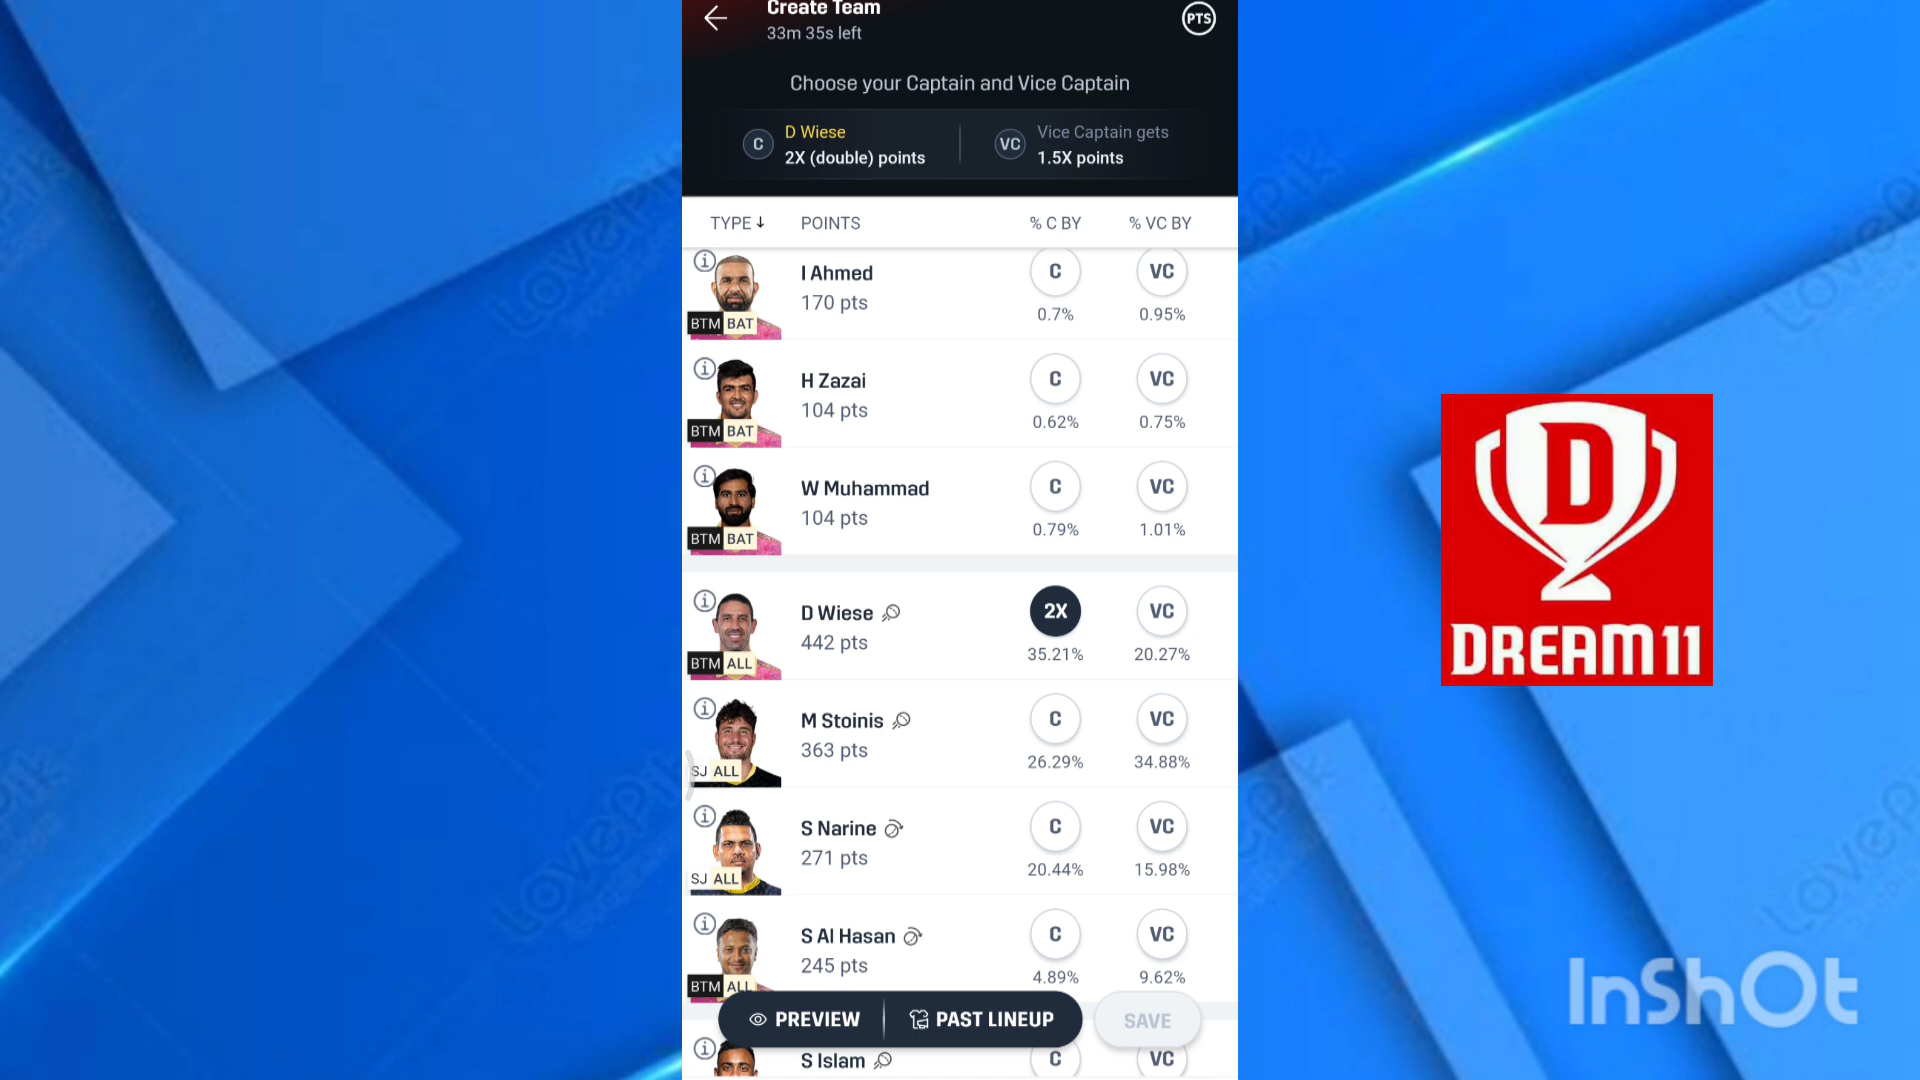 Create Team
33m 35s left
PTS
Choose your Captain and Vice Captain
C
D Wiese
2X (double) points
VC
Vice Captain gets
1.5X points
TYPE POINTS % C BY % VC BY
I Ahmed
170 pts
BTM BAT
C VC
0.7% 0.95%
H Zazai
104 pts
BTM BAT
C VC
0.62% 0.75%
W Muhammad
104 pts
BTM BAT
C VC
0.79% 1.01%
D Wiese
442 pts
BTM ALL
2X VC
35.21% 20.27%
M Stoinis
363 pts
SJ ALL
C VC
26.29% 34.88%
S Narine
271 pts
SJ ALL
C VC
20.44% 15.98%
S Al Hasan
245 pts
BTM ALL
C VC
4.89% 9.62%
PREVIEW PAST LINEUP SAVE
S Islam
C VC
D
DREAM11
InShOt
LovePik
LovePik
LovePik